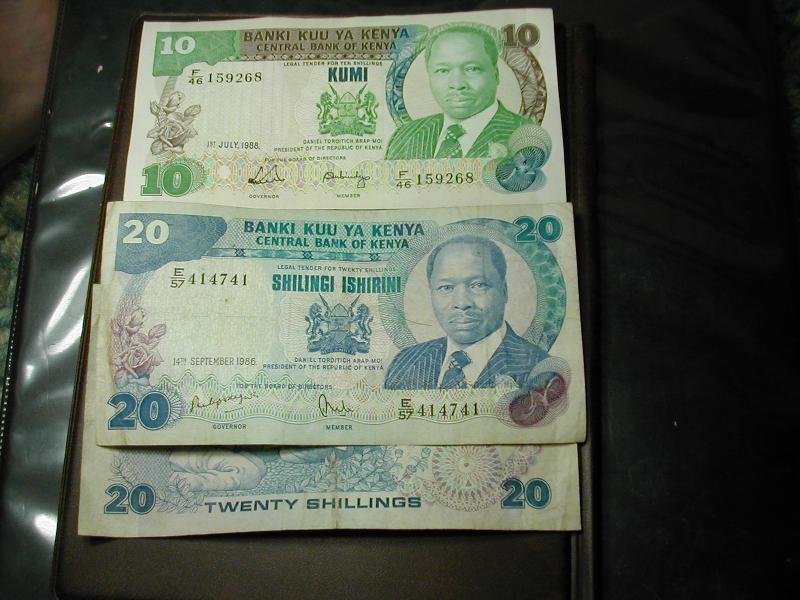 10 BANKI KUU YA KENYA 10
CENTRAL BANK OF KENYA
LEGAL TENDER FOR TEN SHILLINGS
F/46 159268 KUMI
1ST JULY, 1988.
DANIEL TOROITICH ARAP MOI
PRESIDENT OF THE REPUBLIC OF KENYA
FOR THE BOARD OF DIRECTORS
10 F/46 159268
GOVERNOR MEMBER
20 BANKI KUU YA KENYA 20
CENTRAL BANK OF KENYA
LEGAL TENDER FOR TWENTY SHILLINGS
E/57 414741 SHILINGI ISHIRINI
14TH SEPTEMBER 1986
DANIEL TOROITICH ARAP MOI
PRESIDENT OF THE REPUBLIC OF KENYA
FOR THE BOARD OF DIRECTORS
20 E/57 414741
GOVERNOR MEMBER
20 TWENTY SHILLINGS 20